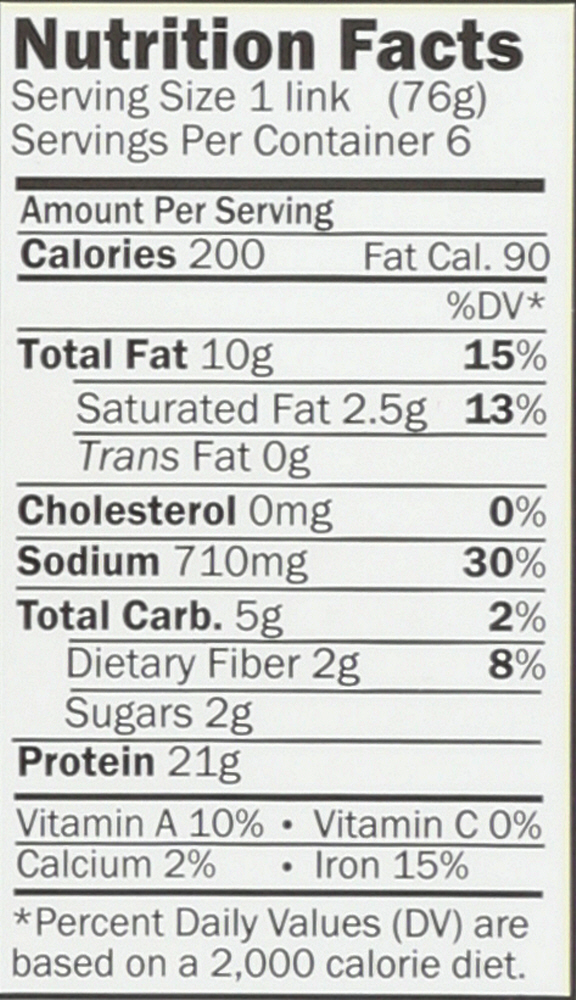 Nutrition Facts
Serving Size 1 link (76g)
Servings Per Container 6
Amount Per Serving
Calories 200 Fat Cal. 90
%DV*
Total Fat 10g 15%
Saturated Fat 2.5g 13%
Trans Fat 0g
Cholesterol 0mg 0%
Sodium 710mg 30%
Total Carb. 5g 2%
Dietary Fiber 2g 8%
Sugars 2g
Protein 21g
Vitamin A 10% • Vitamin C 0%
Calcium 2% • Iron 15%
*Percent Daily Values (DV) are
based on a 2,000 calorie diet.